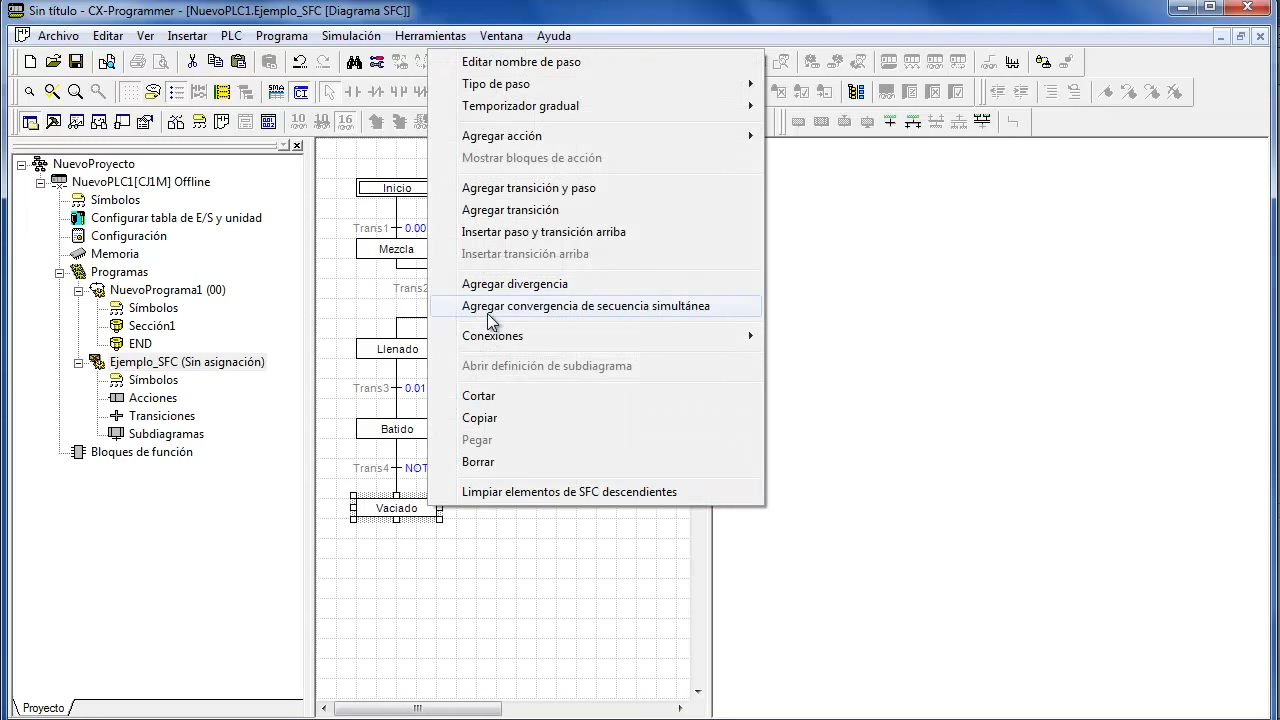 Sin título - CX-Programmer - [NuevoPLC1.Ejemplo_SFC [Diagrama SFC]]
Archivo Editar Ver Insertar PLC Programa Simulación Herramientas Ventana Ayuda
10 10 16
NuevoProyecto
NuevoPLC1[CJ1M] Offline
Símbolos
Configurar tabla de E/S y unidad
Configuración
Memoria
Programas
NuevoPrograma1 (00)
Símbolos
Sección1
END
Ejemplo_SFC (Sin asignación)
Símbolos
Acciones
Transiciones
Subdiagramas
Bloques de función
Proyecto
Inicio
Trans1 0.00
Mezcla
Trans2
Llenado
Trans3 0.01
Batido
Trans4 NOT
Vaciado
Editar nombre de paso
Tipo de paso
Temporizador gradual
Agregar acción
Mostrar bloques de acción
Agregar transición y paso
Agregar transición
Insertar paso y transición arriba
Insertar transición arriba
Agregar divergencia
Agregar convergencia de secuencia simultánea
Conexiones
Abrir definición de subdiagrama
Cortar
Copiar
Pegar
Borrar
Limpiar elementos de SFC descendientes